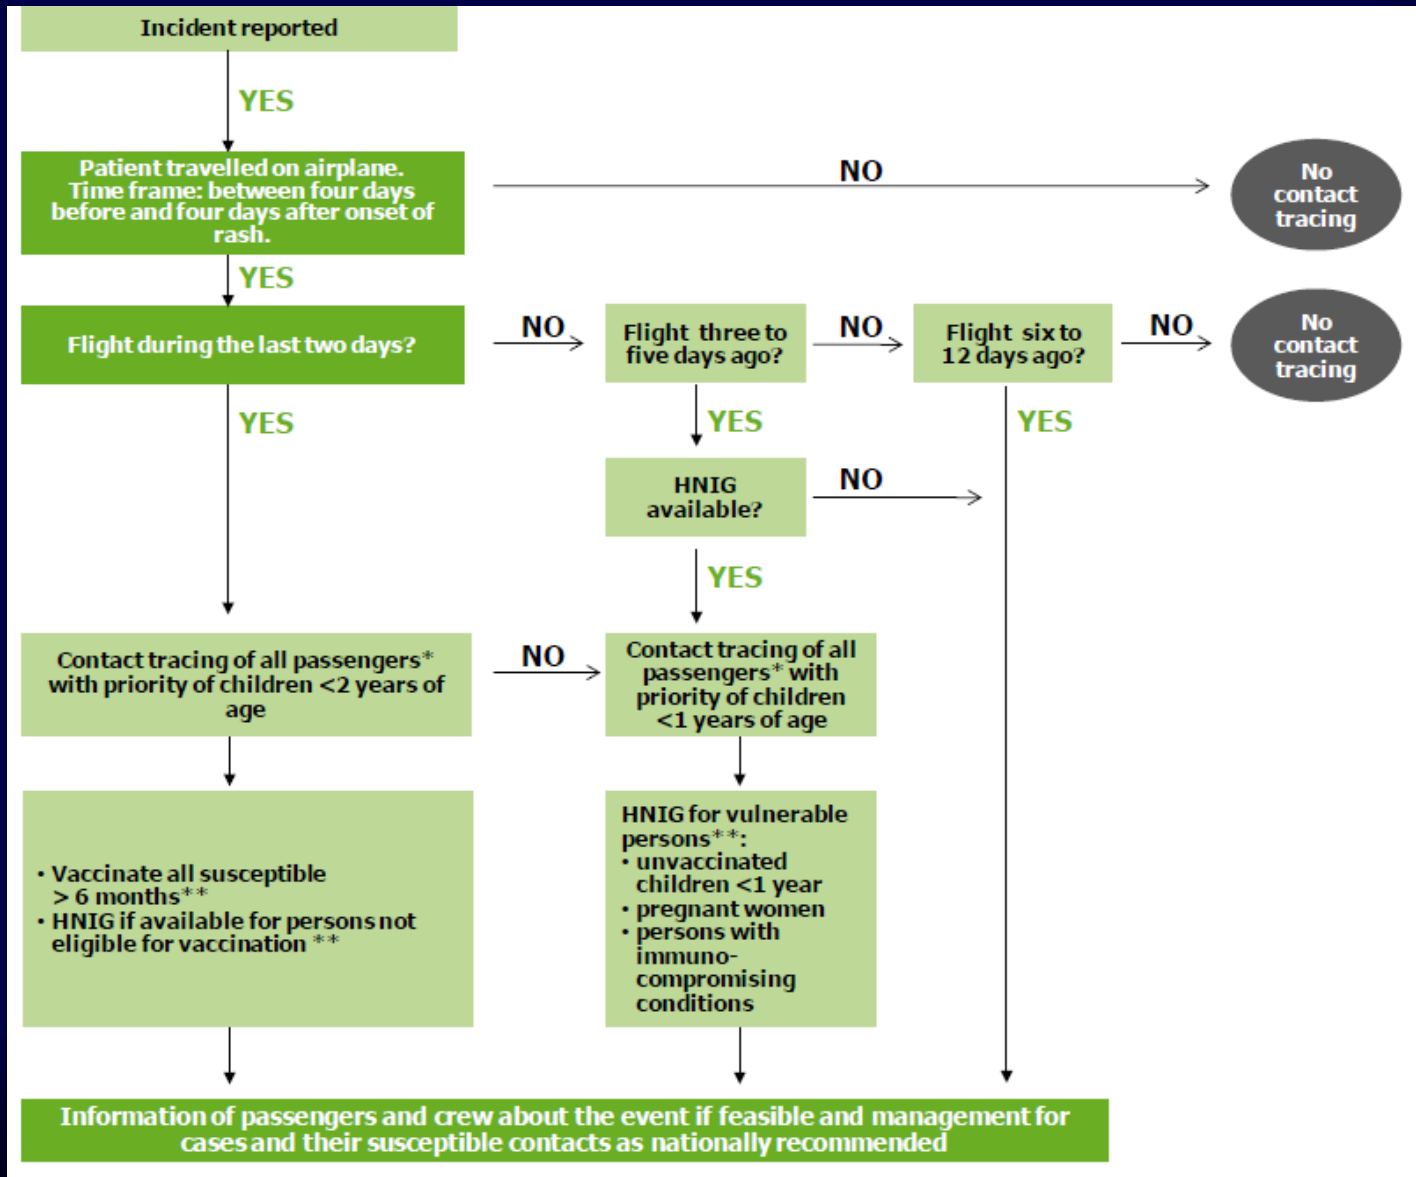 Incident reported
YES
Patient travelled on airplane.
Time frame: between four days
before and four days after onset of
rash.
NO
No
contact
tracing
YES
Flight during the last two days?
NO
Flight three to
five days ago?
NO
Flight six to
12 days ago?
NO
No
contact
tracing
YES
YES
YES
HNIG
available?
NO
YES
Contact tracing of all passengers*
with priority of children <2 years of
age
NO
Contact tracing of all
passengers* with
priority of children
<1 years of age
• Vaccinate all susceptible
> 6 months**
• HNIG if available for persons not
eligible for vaccination **
HNIG for vulnerable
persons**:
• unvaccinated
children <1 year
• pregnant women
• persons with
immuno-
compromising
conditions
Information of passengers and crew about the event if feasible and management for
cases and their susceptible contacts as nationally recommended